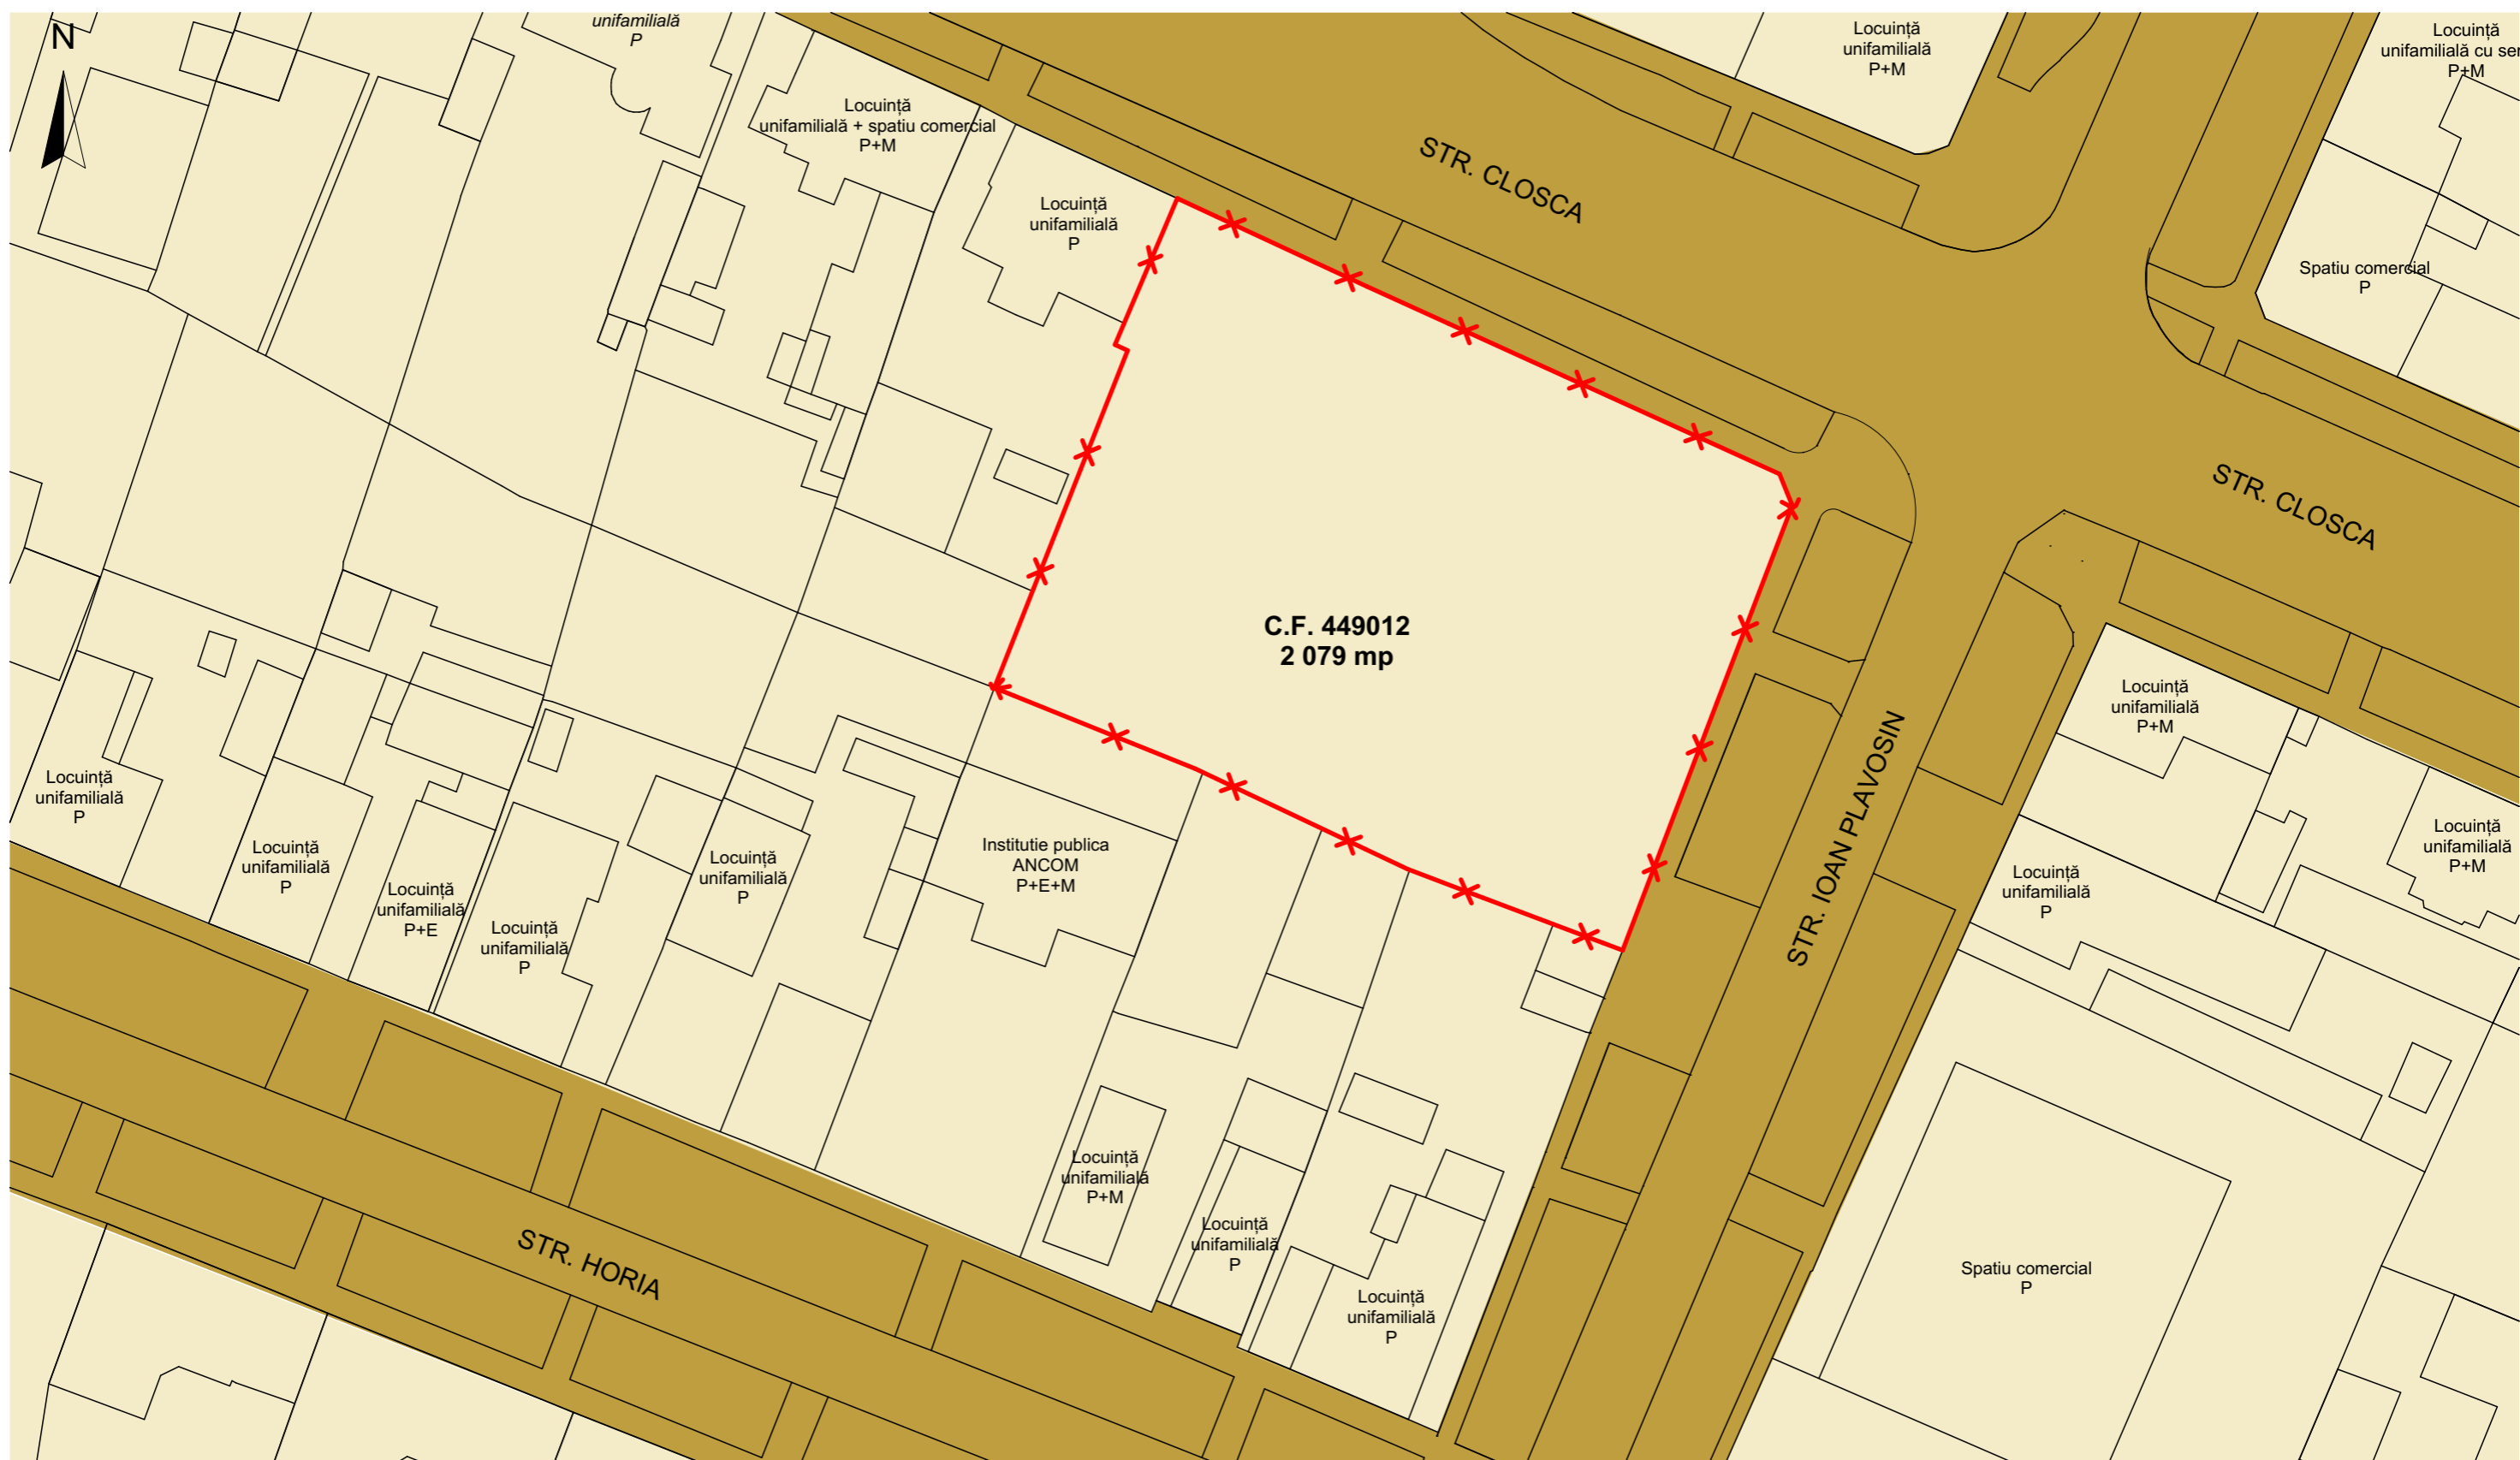 N
unifamilială
P
Locuință
unifamilială + spatiu comercial
P+M
Locuință
unifamilială
P
STR. CLOSCA
Locuință
unifamilială
P+M
Locuință
unifamilială cu
P+M
Spatiu comercial
P
STR. CLOSCA
C.F. 449012
2 079 mp
STR. IOAN PLAVOSIN
Locuință
unifamilială
P+M
Locuință
unifamilială
P+M
Locuință
unifamilială
P
Locuință
unifamilială
P
Locuință
unifamilială
P
Locuință
unifamilială
P+E
Locuință
unifamilială
P
Locuință
unifamilială
P
Institutie publica
ANCOM
P+E+M
Locuință
unifamilială
P+M
Locuință
unifamilială
P
Locuință
unifamilială
P
Spatiu comercial
P
STR. HORIA